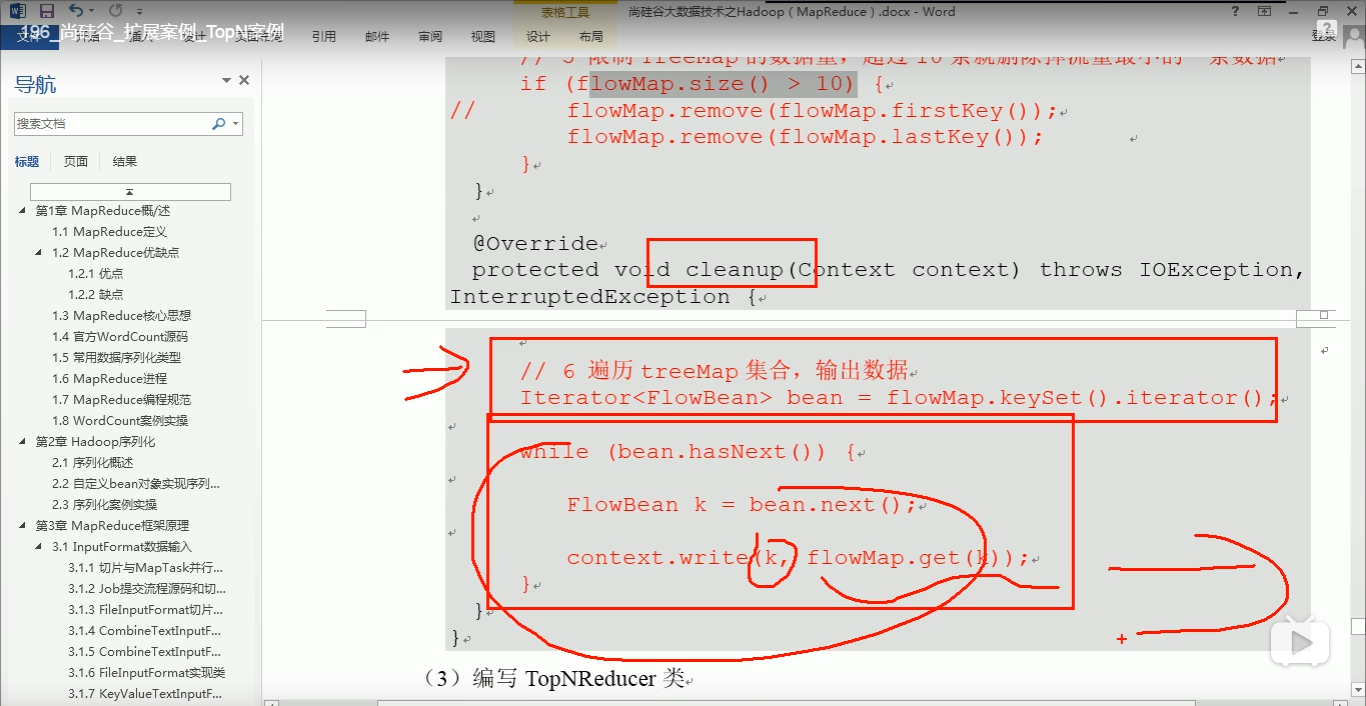 尚硅谷大数据技术之Hadoop（MapReduce）.docx - Word
表格工具
196_尚硅谷_扩展案例_TopN案例
文件
开始
插入
引用
邮件
审阅
视图
设计
布局
登录
导航
搜索文档
标题 页面 结果
第1章 MapReduce概/述
1.1 MapReduce定义
1.2 MapReduce优缺点
1.2.1 优点
1.2.2 缺点
1.3 MapReduce核心思想
1.4 官方WordCount源码
1.5 常用数据序列化类型
1.6 MapReduce进程
1.7 MapReduce编程规范
1.8 WordCount案例实操
第2章 Hadoop序列化
2.1 序列化概述
2.2 自定义bean对象实现序列...
2.3 序列化案例实操
第3章 MapReduce框架原理
3.1 InputFormat数据输入
3.1.1 切片与MapTask并行...
3.1.2 Job提交流程源码和切...
3.1.3 FileInputFormat切片...
3.1.4 CombineTextInputF...
3.1.5 CombineTextInputF...
3.1.6 FileInputFormat实现类
3.1.7 KeyValueTextInputF...
// 5 限制TreeMap的数据量，超过10条就删除掉流量最小的一条数据
if (flowMap.size() > 10) {
// flowMap.remove(flowMap.firstKey());
flowMap.remove(flowMap.lastKey());
}
}
@Override
protected void cleanup(Context context) throws IOException,
InterruptedException {
// 6 遍历 treeMap 集合，输出数据
Iterator<FlowBean> bean = flowMap.keySet().iterator();
while (bean.hasNext()) {
FlowBean k = bean.next();
context.write(k, flowMap.get(k));
}
}
}
（3）编写 TopNReducer 类